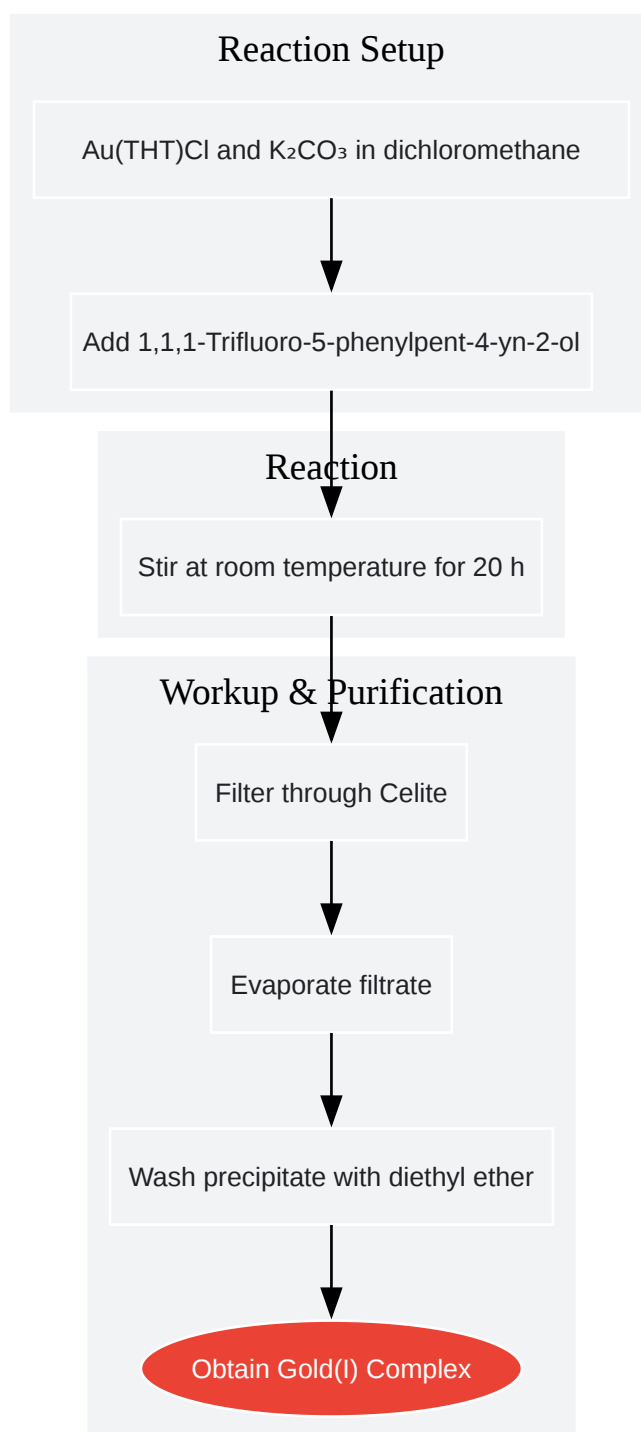 Reaction Setup
Au(THT)Cl and K₂CO₃ in dichloromethane
Add 1,1,1-Trifluoro-5-phenylpent-4-yn-2-ol
Reaction
Stir at room temperature for 20 h
Workup & Purification
Filter through Celite
Evaporate filtrate
Wash precipitate with diethyl ether
Obtain Gold(I) Complex